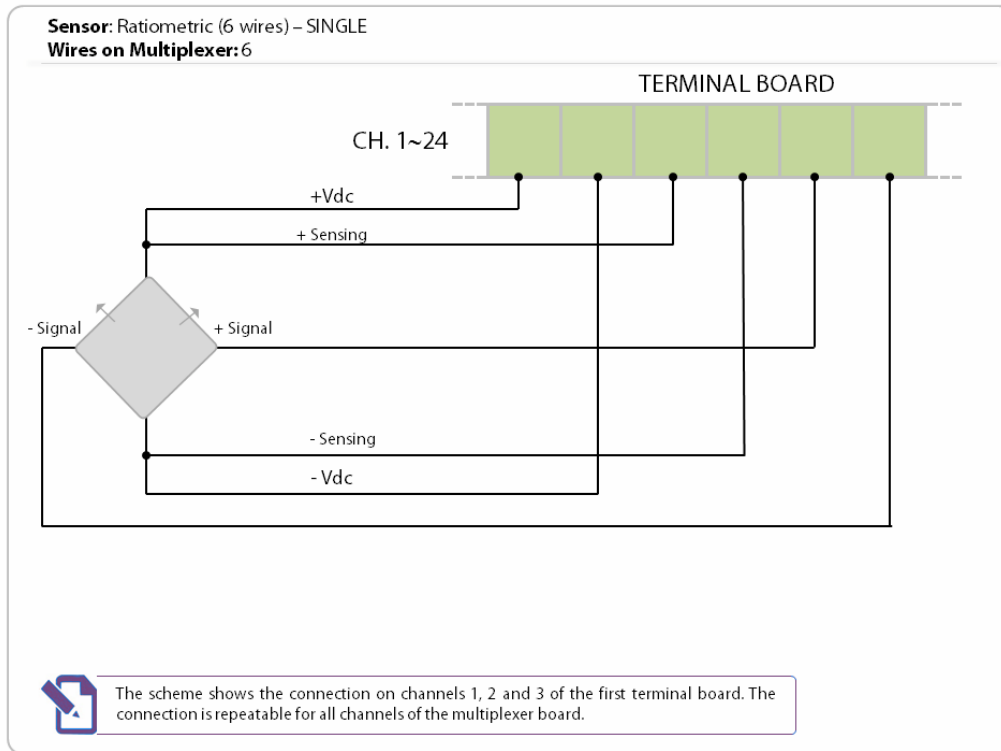 Sensor: Ratiometric (6 wires) – SINGLE
Wires on Multiplexer: 6
TERMINAL BOARD
CH. 1~24
+Vdc
+ Sensing
- Signal
+ Signal
- Sensing
- Vdc
The scheme shows the connection on channels 1, 2 and 3 of the first terminal board. The
connection is repeatable for all channels of the multiplexer board.